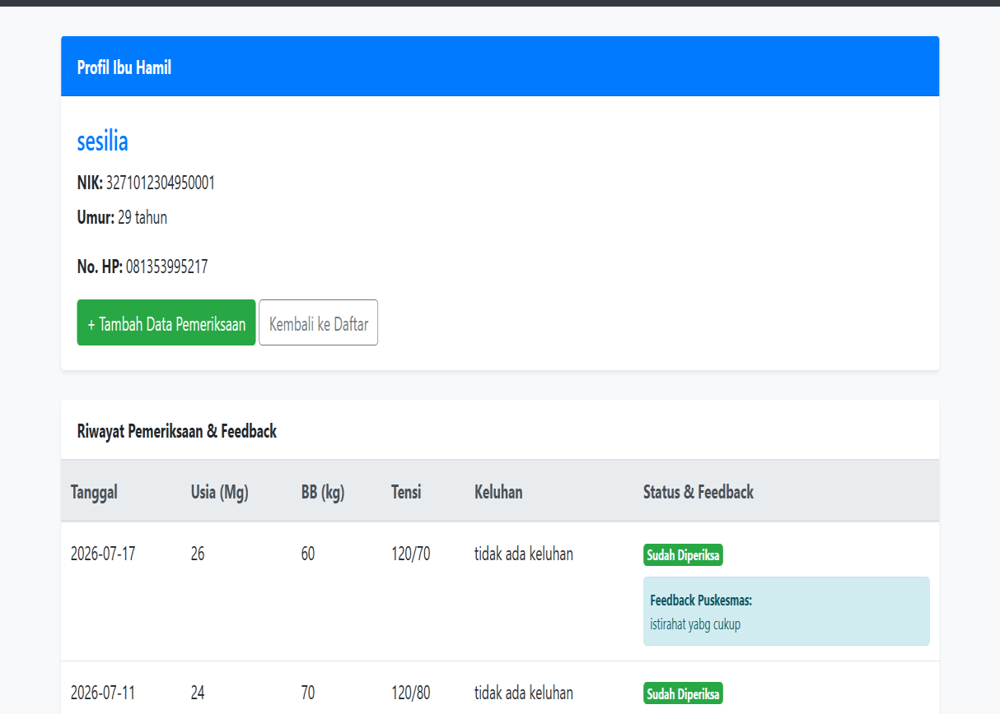 Profil Ibu Hamil
sesilia
NIK: 3271012304950001
Umur: 29 tahun
No. HP: 081353995217
+ Tambah Data Pemeriksaan Kembali ke Daftar
Riwayat Pemeriksaan & Feedback
Tanggal Usia (Mg) BB (kg) Tensi Keluhan Status & Feedback
2026-07-17 26 60 120/70 tidak ada keluhan Sudah Diperiksa
Feedback Puskesmas:
istirahat yabg cukup
2026-07-11 24 70 120/80 tidak ada keluhan Sudah Diperiksa